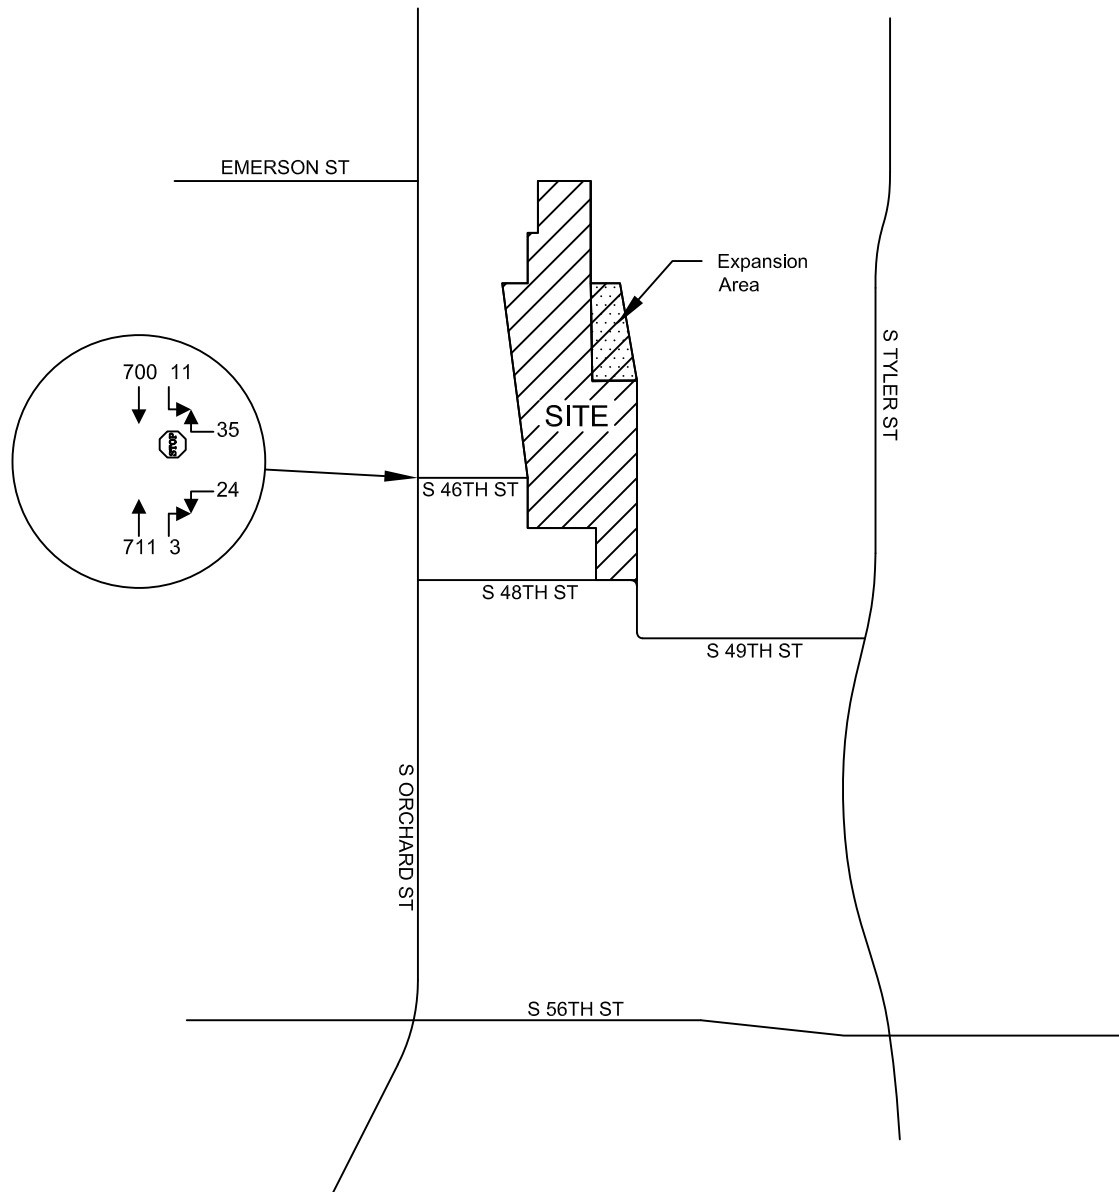 EMERSON ST
Expansion
Area
S TYLER ST
700 11
35
STOP
SITE
24
S 46TH ST
711 3
S 48TH ST
S 49TH ST
S ORCHARD ST
S 56TH ST